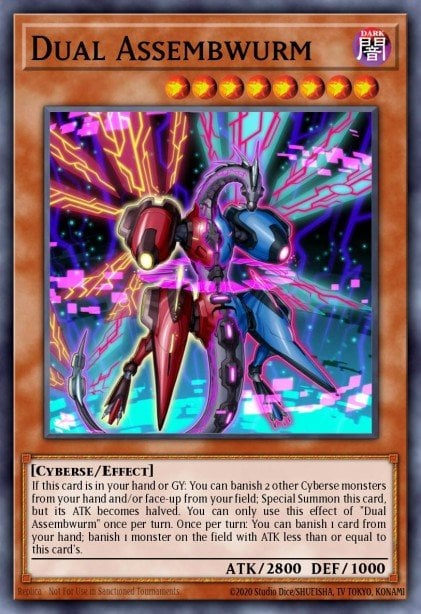 Dual Assembwurm
DARK
闇
[Cyberse/Effect]
If this card is in your hand or GY: You can banish 2 other Cyberse monsters
from your hand and/or face-up from your field; Special Summon this card,
but its ATK becomes halved. You can only use this effect of "Dual
Assembwurm" once per turn. Once per turn: You can banish 1 card from
your hand; banish 1 monster on the field with ATK less than or equal to
this card's.
ATK/2800 DEF/1000
Replica - Not For Use in Sanctioned Tournaments
©2020 Studio Dice/SHUEISHA, TV TOKYO, KONAMI